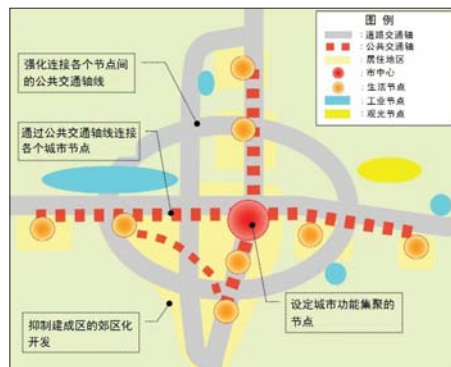 图 例
：道路交通轴
：公共交通轴
：居住地区
：市中心
：生活节点
：工业节点
：观光节点
强化连接各个节点间
的公共交通轴线
通过公共交通轴线连接
各个城市节点
抑制建成区的郊区化
开发
设定城市功能集聚的
节点